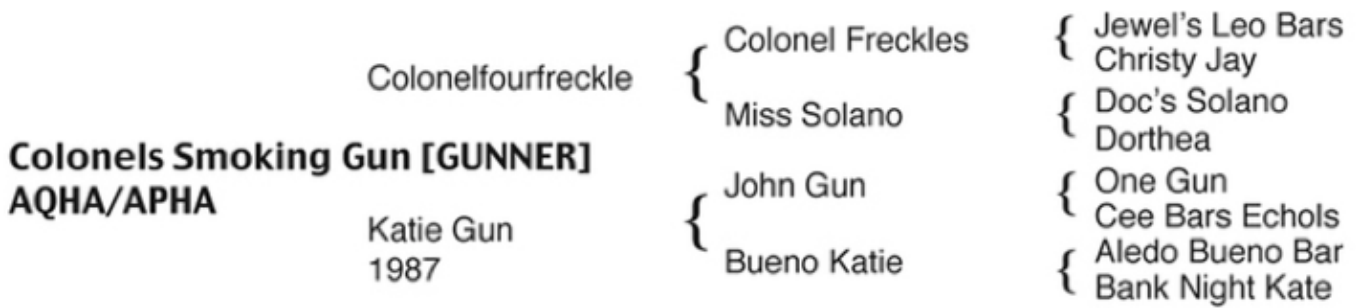 Colonel Freckles
Jewel's Leo Bars
Christy Jay
Colonelfourfreckle
Miss Solano
Doc's Solano
Dorthea
Colonels Smoking Gun [GUNNER]
AQHA/APHA
John Gun
One Gun
Cee Bars Echols
Katie Gun
1987
Bueno Katie
Aledo Bueno Bar
Bank Night Kate